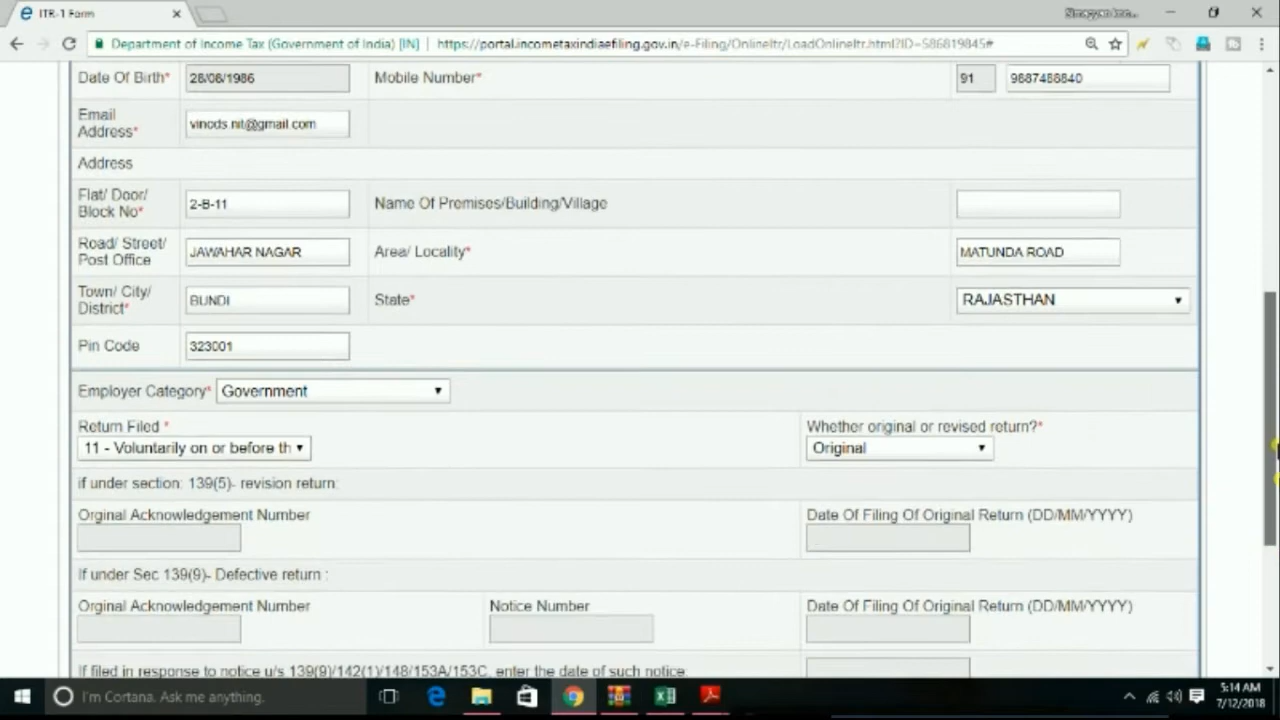 ITR-1 Form
Department of Income Tax (Government of India) [IN] https://portal.incometaxindiaefiling.gov.in/e-Filing/OnlineItr/LoadOnlineItr.html?ID=586819845#
Date Of Birth* 28/08/1986 Mobile Number* 91 9887488840
Email Address* vinods.nit@gmail.com
Address
Flat/ Door/ Block No* 2-B-11 Name Of Premises/Building/Village
Road/ Street/ Post Office JAWAHAR NAGAR Area/ Locality* MATUNDA ROAD
Town/ City/ District* BUNDI State* RAJASTHAN
Pin Code 323001
Employer Category* Government
Return Filed * Whether original or revised return?*
11 - Voluntarily on or before th Original
if under section: 139(5)- revision return:
Orginal Acknowledgement Number Date Of Filing Of Original Return (DD/MM/YYYY)
If under Sec 139(9)- Defective return :
Orginal Acknowledgement Number Notice Number Date Of Filing Of Original Return (DD/MM/YYYY)
If filed in response to notice u/s 139(9)/142(1)/148/153A/153C, enter the date of such notice:
I'm Cortana. Ask me anything.
5:14 AM
7/12/2018